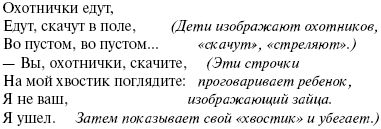 Охотнички едут,
Едут, скачут в поле, (Дети изображают охотников,
Во пустом, во пустом... «скачут», «стреляют».)
— Вы, охотнички, скачите, (Эти строчки
На мой хвостик поглядите: проговаривает ребенок,
Я не ваш, изображающий зайца.
Я ушел. Затем показывает свой «хвостик» и убегает.)